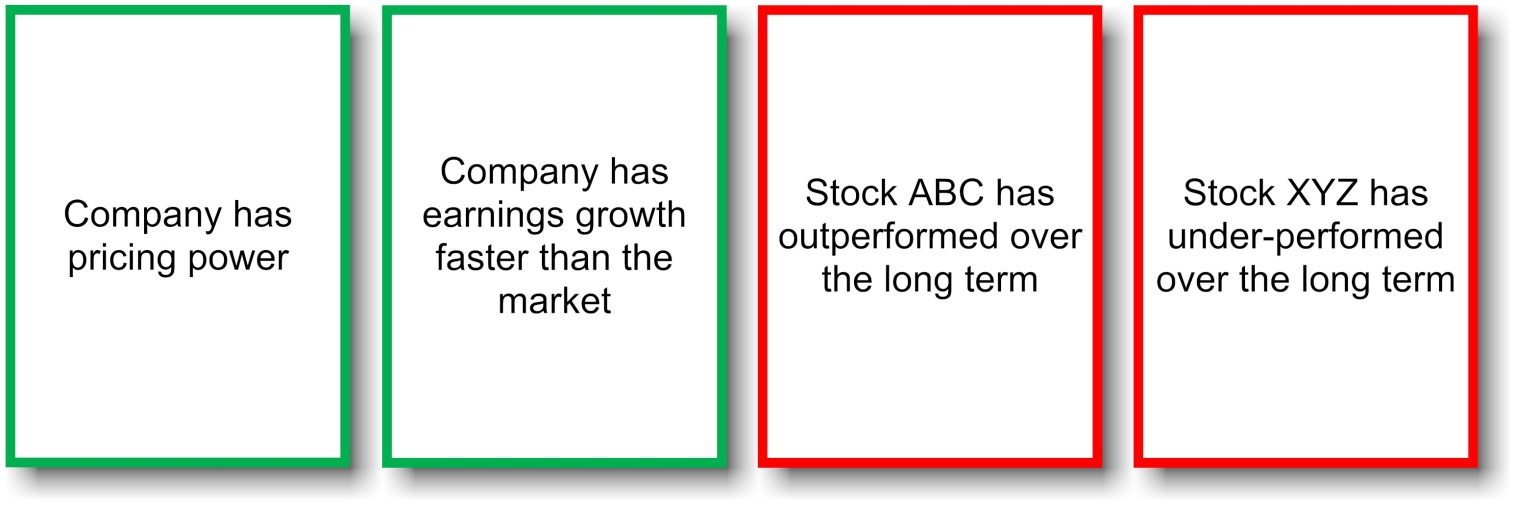 Company has
pricing power
Company has
earnings growth
faster than the
market
Stock ABC has
outperformed over
the long term
Stock XYZ has
under-performed
over the long term